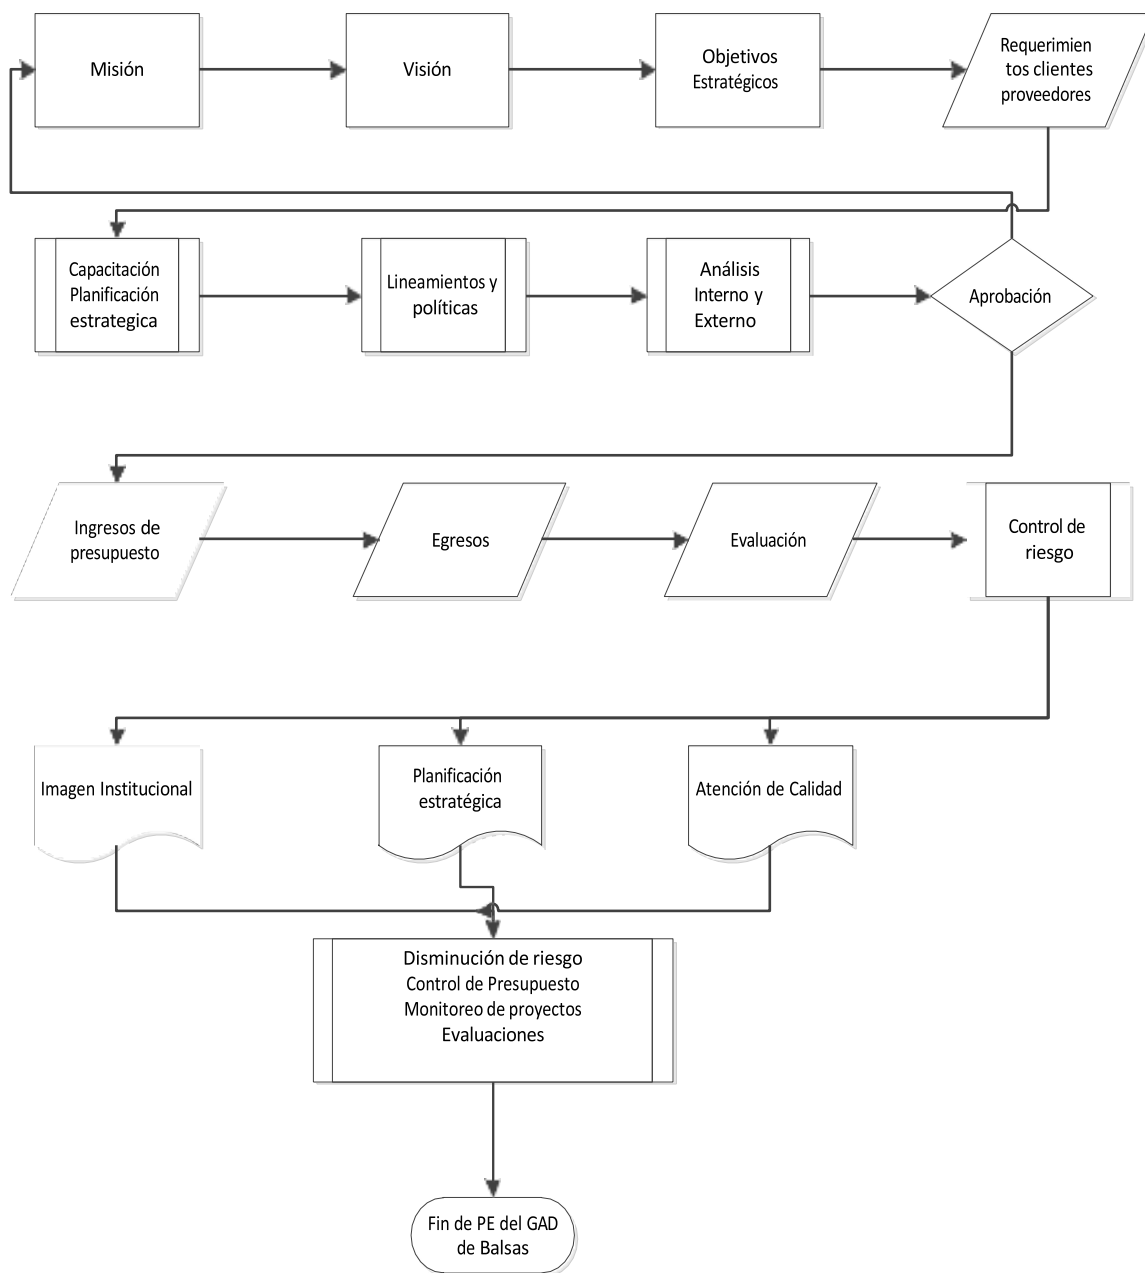 Misión
Visión
Objetivos
Estratégicos
Requerimien
tos clientes
proveedores
Capacitación
Planificación
estrategica
Lineamientos y
políticas
Análisis
Interno y
Externo
Aprobación
Ingresos de
presupuesto
Egresos
Evaluación
Control de
riesgo
Imagen Institucional
Planificación
estratégica
Atención de Calidad
Disminución de riesgo
Control de Presupuesto
Monitoreo de proyectos
Evaluaciones
Fin de PE del GAD
de Balsas